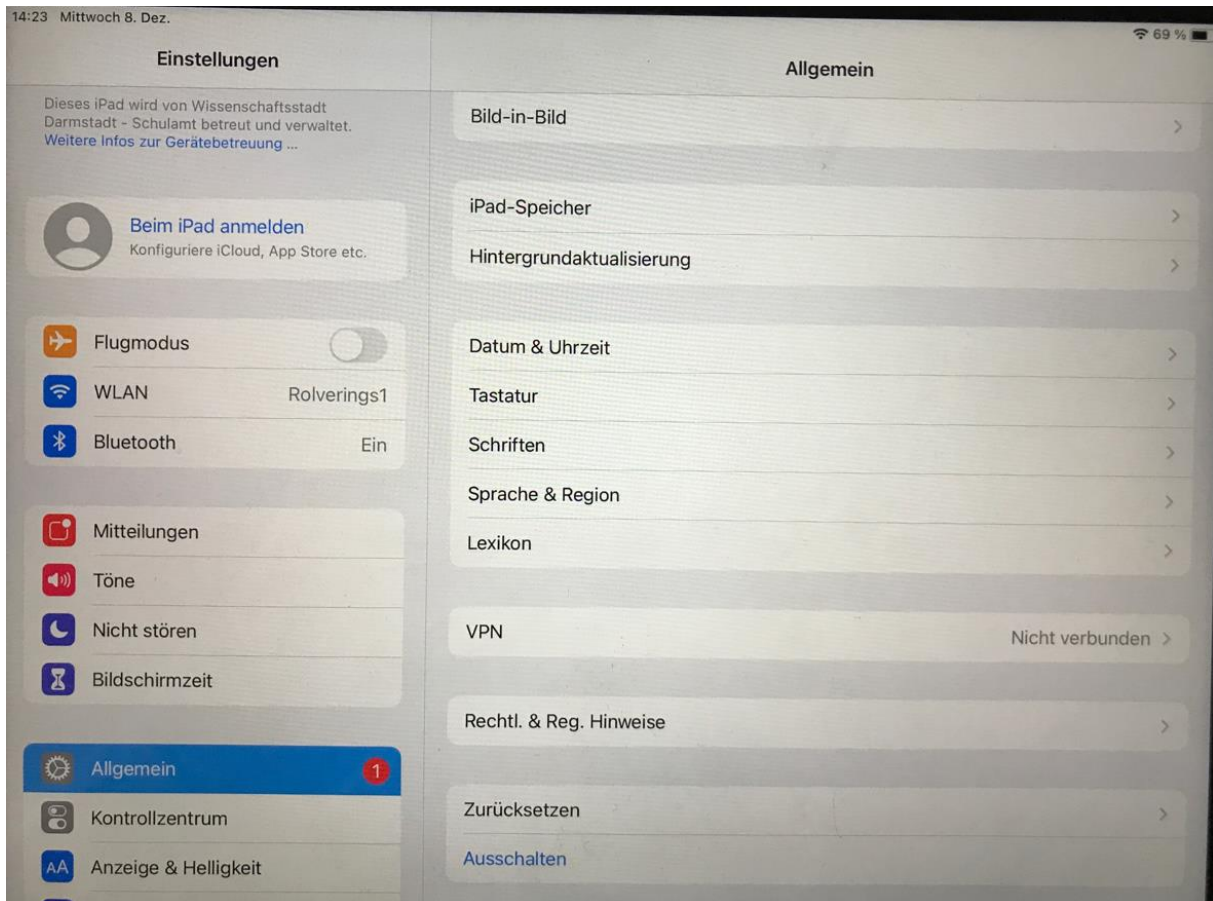 14:23 Mittwoch 8. Dez.
69 %
Einstellungen
Dieses iPad wird von Wissenschaftsstadt
Darmstadt - Schulamt betreut und verwaltet.
Weitere Infos zur Gerätebetreuung ...
Beim iPad anmelden
Konfiguriere iCloud, App Store etc.
Flugmodus
WLAN Rolverings1
Bluetooth Ein
Mitteilungen
Töne
Nicht stören
Bildschirmzeit
Allgemein 1
Kontrollzentrum
AA Anzeige & Helligkeit
Allgemein
Bild-in-Bild
iPad-Speicher
Hintergrundaktualisierung
Datum & Uhrzeit
Tastatur
Schriften
Sprache & Region
Lexikon
VPN Nicht verbunden
Rechtl. & Reg. Hinweise
Zurücksetzen
Ausschalten